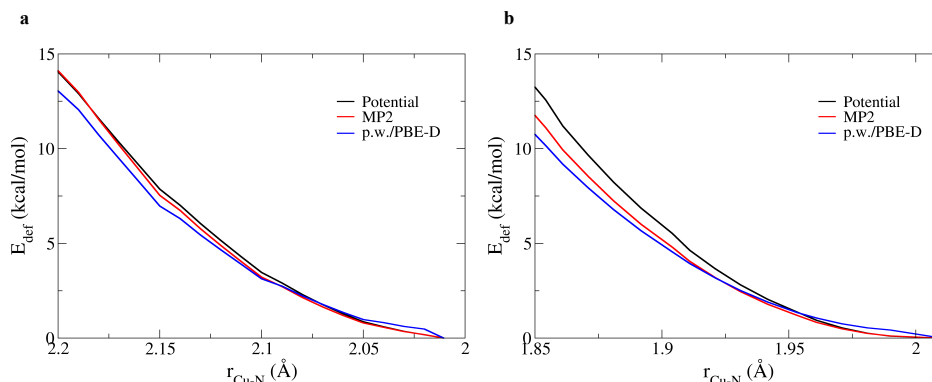 a
b
15
10
5
0
E_def (kcal/mol)
Potential
MP2
p.w./PBE-D
2.2
2.15
2.1
2.05
2
r_Cu-N (Å)
15
10
5
0
E_def (kcal/mol)
Potential
MP2
p.w./PBE-D
1.85
1.9
1.95
2
r_Cu-N (Å)